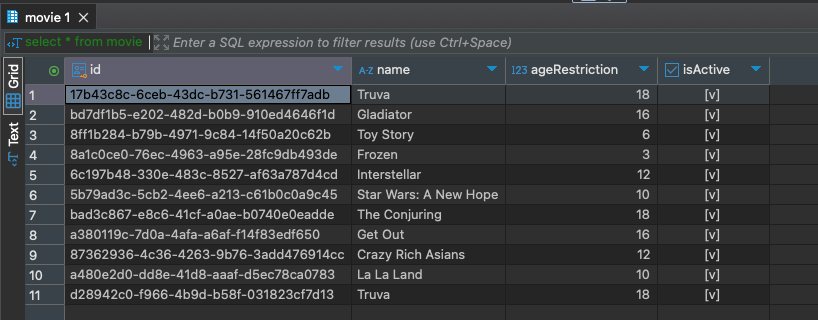 movie 1
select * from movie Enter a SQL expression to filter results (use Ctrl+Space)
Grid
Text
id A-Z name 123 ageRestriction isActive
1 17b43c8c-6ceb-43dc-b731-561467ff7adb Truva 18 [v]
2 bd7df1b5-e202-482d-b0b9-910ed4646f1d Gladiator 16 [v]
3 8ff1b284-b79b-4971-9c84-14f50a20c62b Toy Story 6 [v]
4 8a1c0ce0-76ec-4963-a95e-28fc9db493de Frozen 3 [v]
5 6c197b48-330e-483c-8527-af63a787d4cd Interstellar 12 [v]
6 5b79ad3c-5cb2-4ee6-a213-c61b0c0a9c45 Star Wars: A New Hope 10 [v]
7 bad3c867-e8c6-41cf-a0ae-b0740e0eadde The Conjuring 18 [v]
8 a380119c-7d0a-4afa-a6af-f14f83edf650 Get Out 16 [v]
9 87362936-4c36-4263-9b76-3add476914cc Crazy Rich Asians 12 [v]
10 a480e2d0-dd8e-41d8-aaaf-d5ec78ca0783 La La Land 10 [v]
11 d28942c0-f966-4b9d-b58f-031823cf7d13 Truva 18 [v]